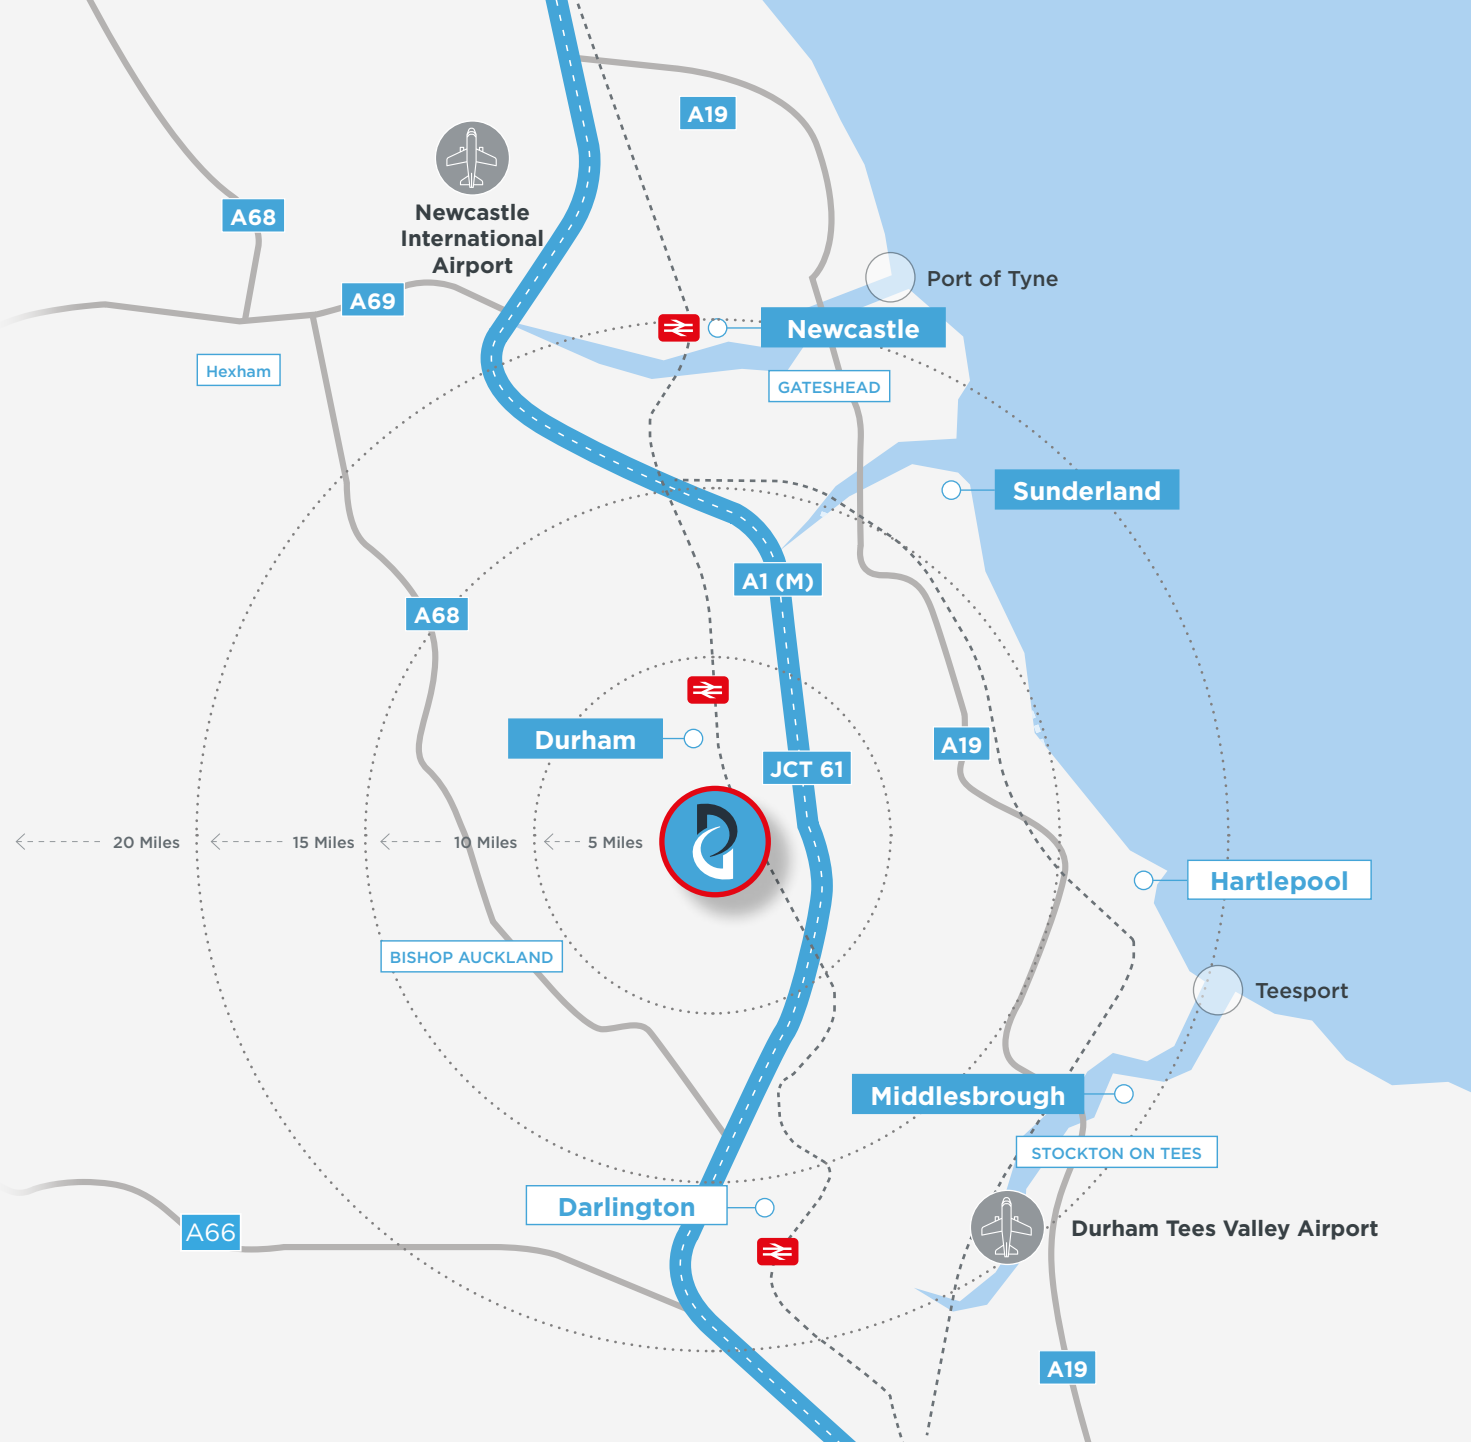 A19
Newcastle
International
Airport
A68
Port of Tyne
A69
Newcastle
Hexham
GATESHEAD
Sunderland
A1 (M)
A68
Durham
A19
JCT 61
20 Miles
15 Miles
10 Miles
5 Miles
Hartlepool
BISHOP AUCKLAND
Teesport
Middlesbrough
STOCKTON ON TEES
Darlington
A66
Durham Tees Valley Airport
A19